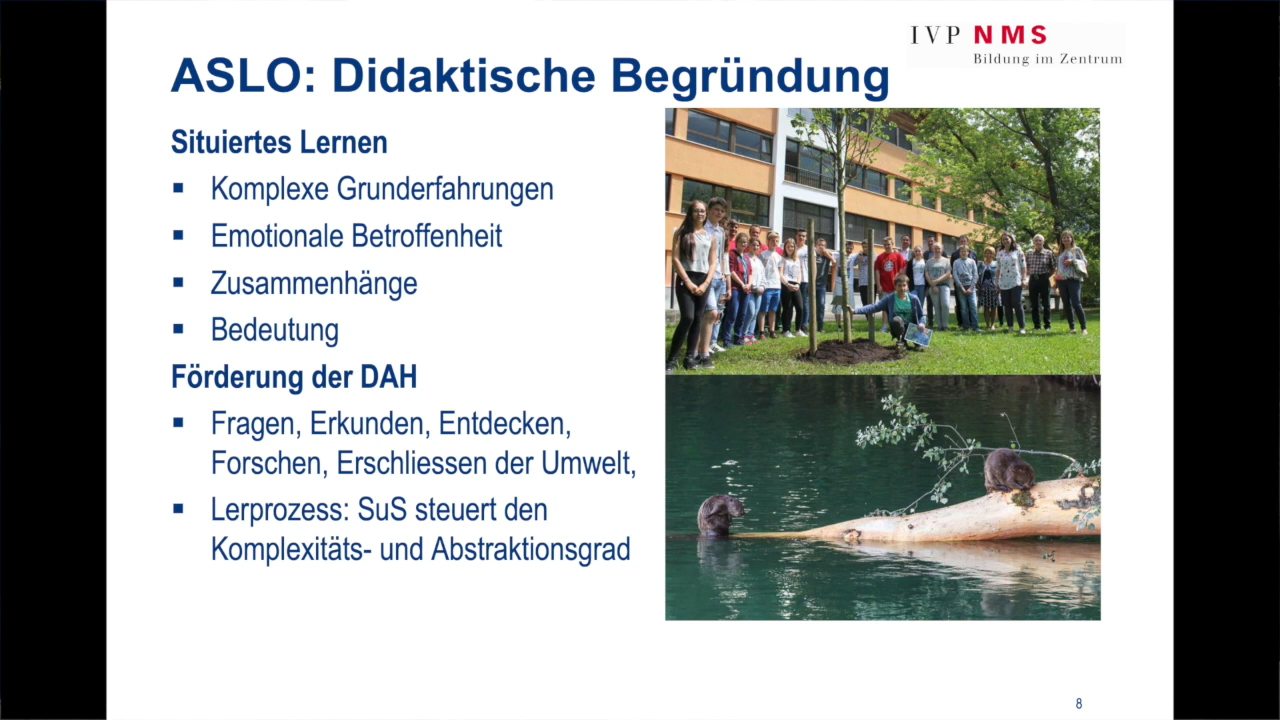 IVP NMS
Bildung im Zentrum
ASLO: Didaktische Begründung
Situiertes Lernen
▪ Komplexe Grunderfahrungen
▪ Emotionale Betroffenheit
▪ Zusammenhänge
▪ Bedeutung
Förderung der DAH
▪ Fragen, Erkunden, Entdecken,
Forschen, Erschliessen der Umwelt,
▪ Lerprozess: SuS steuert den
Komplexitäts- und Abstraktionsgrad
8